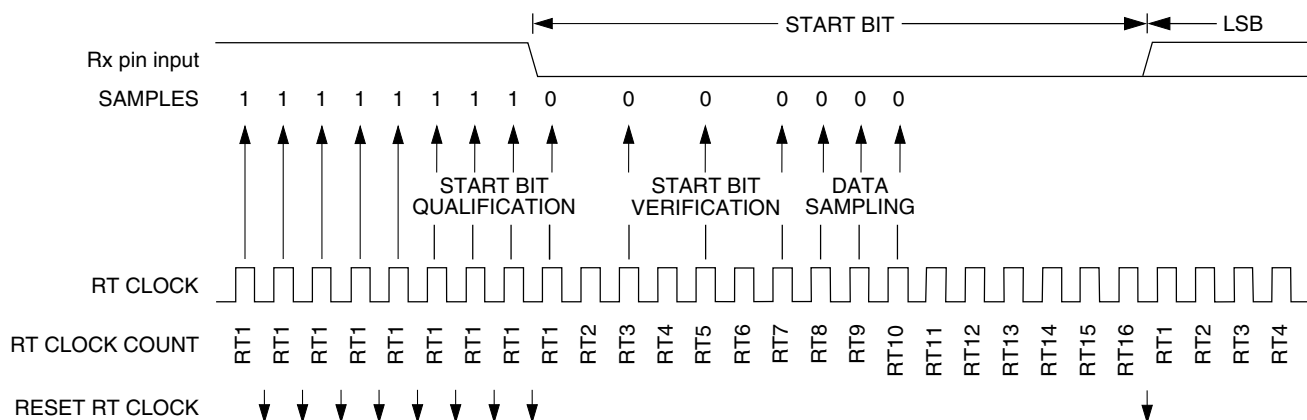 START BIT
LSB
Rx pin input
SAMPLES 1 1 1 1 1 1 1 1 0 0 0 0 0 0 0
START BIT QUALIFICATION
START BIT VERIFICATION
DATA SAMPLING
RT CLOCK
RT CLOCK COUNT RT1 RT1 RT1 RT1 RT1 RT1 RT1 RT1 RT1 RT2 RT3 RT4 RT5 RT6 RT7 RT8 RT9 RT10 RT11 RT12 RT13 RT14 RT15 RT16 RT1 RT2 RT3 RT4
RESET RT CLOCK